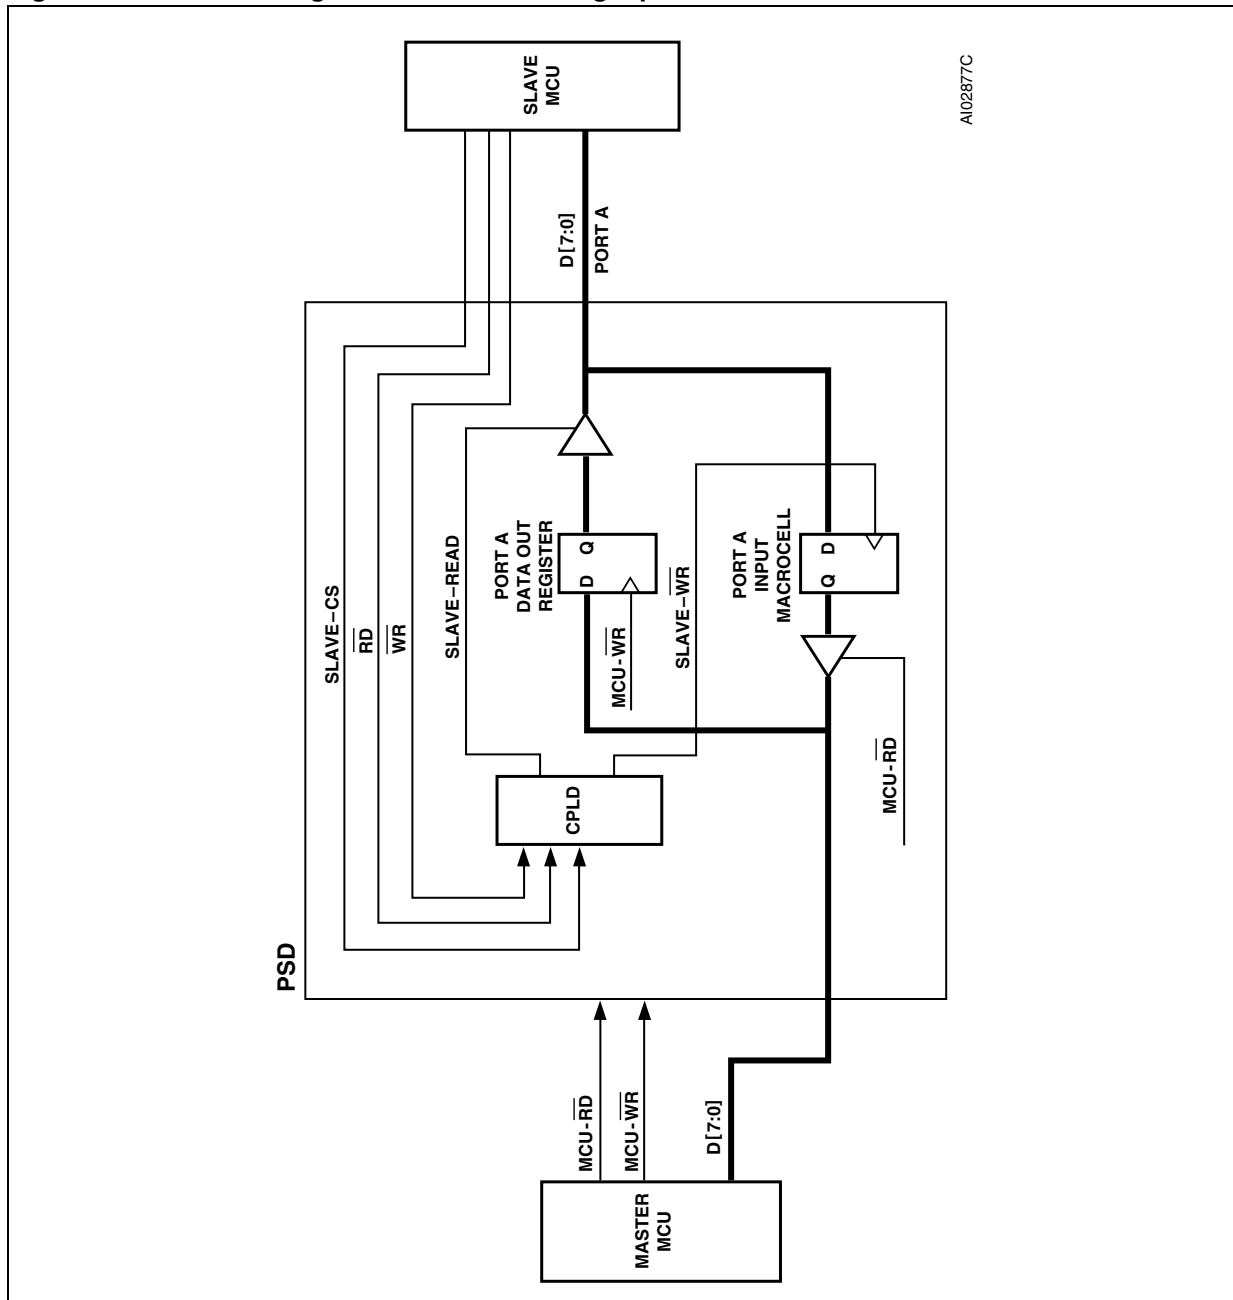 PSD
SLAVE–CS
RD
WR
SLAVE–READ
PORT A
DATA OUT
REGISTER
D Q
MCU-WR
SLAVE–WR
CPLD
SLAVE
MCU
D[7:0]
PORT A
MCU-RD
MCU-WR
D[7:0]
MASTER
MCU
PORT A
INPUT
MACROCELL
Q D
MCU-RD
AI02877C